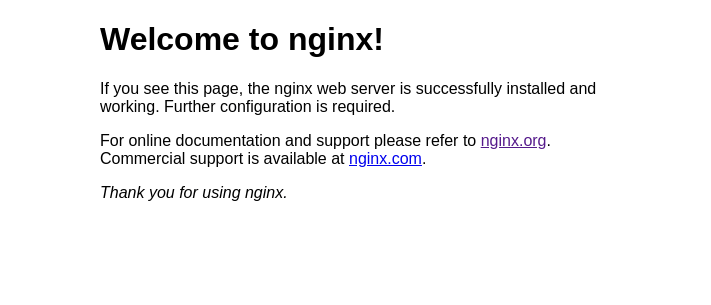 Welcome to nginx!
If you see this page, the nginx web server is successfully installed and
working. Further configuration is required.
For online documentation and support please refer to nginx.org.
Commercial support is available at nginx.com.
Thank you for using nginx.